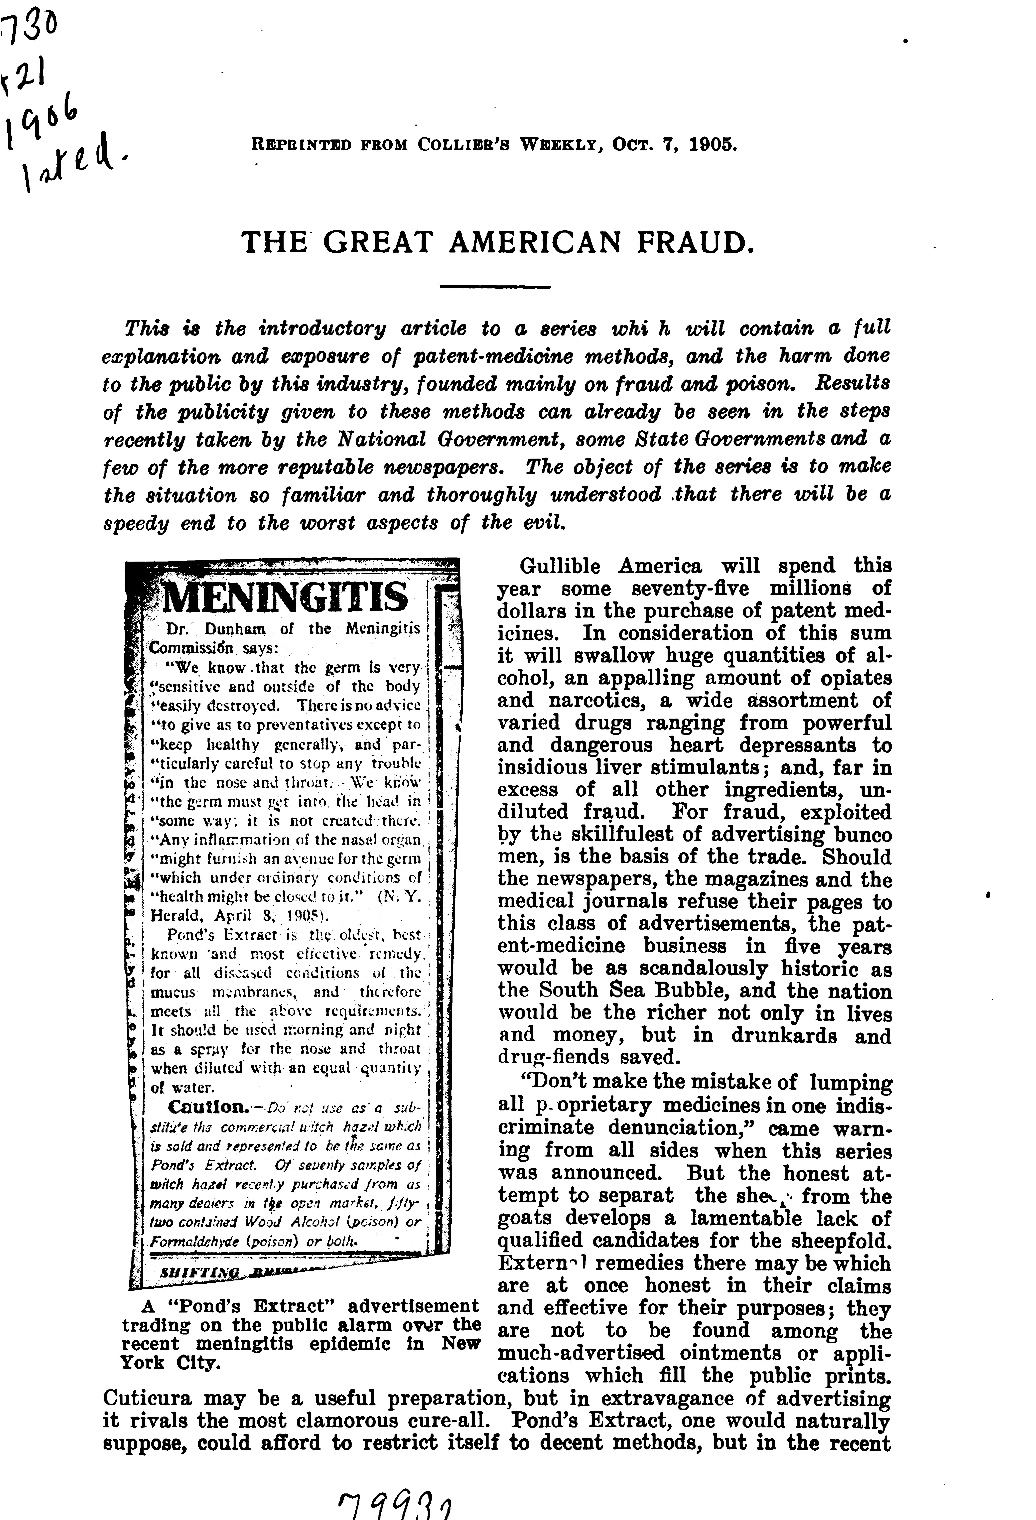 730
r21
1906
1sted.
REPRINTED FROM COLLIER'S WEEKLY, OCT. 7, 1905.
THE GREAT AMERICAN FRAUD.
This is the introductory article to a series whi h will contain a full
explanation and exposure of patent-medicine methods, and the harm done
to the public by this industry, founded mainly on fraud and poison. Results
of the publicity given to these methods can already be seen in the steps
recently taken by the National Government, some State Governments and a
few of the more reputable newspapers. The object of the series is to make
the situation so familiar and thoroughly understood that there will be a
speedy end to the worst aspects of the evil.
MENINGITIS
Dr. Dunham of the Meningitis
Commission says:
"We know that the germ is very
"sensitive and outside of the body
"easily destroyed. There is no advice
"to give as to preventatives except to
"keep healthy generally, and par-
"ticularly careful to stop any trouble
"in the nose and throat. We know
"the germ must get into the head in
"some way; it is not created there.
"Any inflammation of the nasel organ
"might furnish an avenue for the germ
"which under ordinary conditions of
"health might be closed to it." (N. Y.
Herald, April 8, 1905).
Pond's Extract is the oldest, best
known and most effective remedy
for all diseased conditions of the
mucus membranes, and therefore
meets all the above requirements.
It should be used morning and night
as a spray for the nose and throat
when diluted with an equal quantity
of water.
Caution.—Do not use as a sub-
stitute the commercial witch hazel which
is sold and represented to be the same as
Pond's Extract. Of seventy samples of
witch hazel recently purchased from as
many dealers in the open market, fifty-
two contained Wood Alcohol (poison) or
Formaldehyde (poison) or both.
SHIFTING
A "Pond's Extract" advertisement
trading on the public alarm over the
recent meningitis epidemic in New
York City.
Gullible America will spend this
year some seventy-five millions of
dollars in the purchase of patent med-
icines. In consideration of this sum
it will swallow huge quantities of al-
cohol, an appalling amount of opiates
and narcotics, a wide assortment of
varied drugs ranging from powerful
and dangerous heart depressants to
insidious liver stimulants; and, far in
excess of all other ingredients, un-
diluted fraud. For fraud, exploited
by the skillfulest of advertising bunco
men, is the basis of the trade. Should
the newspapers, the magazines and the
medical journals refuse their pages to
this class of advertisements, the pat-
ent-medicine business in five years
would be as scandalously historic as
the South Sea Bubble, and the nation
would be the richer not only in lives
and money, but in drunkards and
drug-fiends saved.
"Don't make the mistake of lumping
all p. oprietary medicines in one indis-
criminate denunciation," came warn-
ing from all sides when this series
was announced. But the honest at-
tempt to separat the from the
goats develops a lamentable lack of
qualified candidates for the sheepfold.
External remedies there may be which
are at once honest in their claims
and effective for their purposes; they
are not to be found among the
much-advertised ointments or appli-
cations which fill the public prints.
Cuticura may be a useful preparation, but in extravagance of advertising
it rivals the most clamorous cure-all. Pond's Extract, one would naturally
suppose, could afford to restrict itself to decent methods, but in the recent